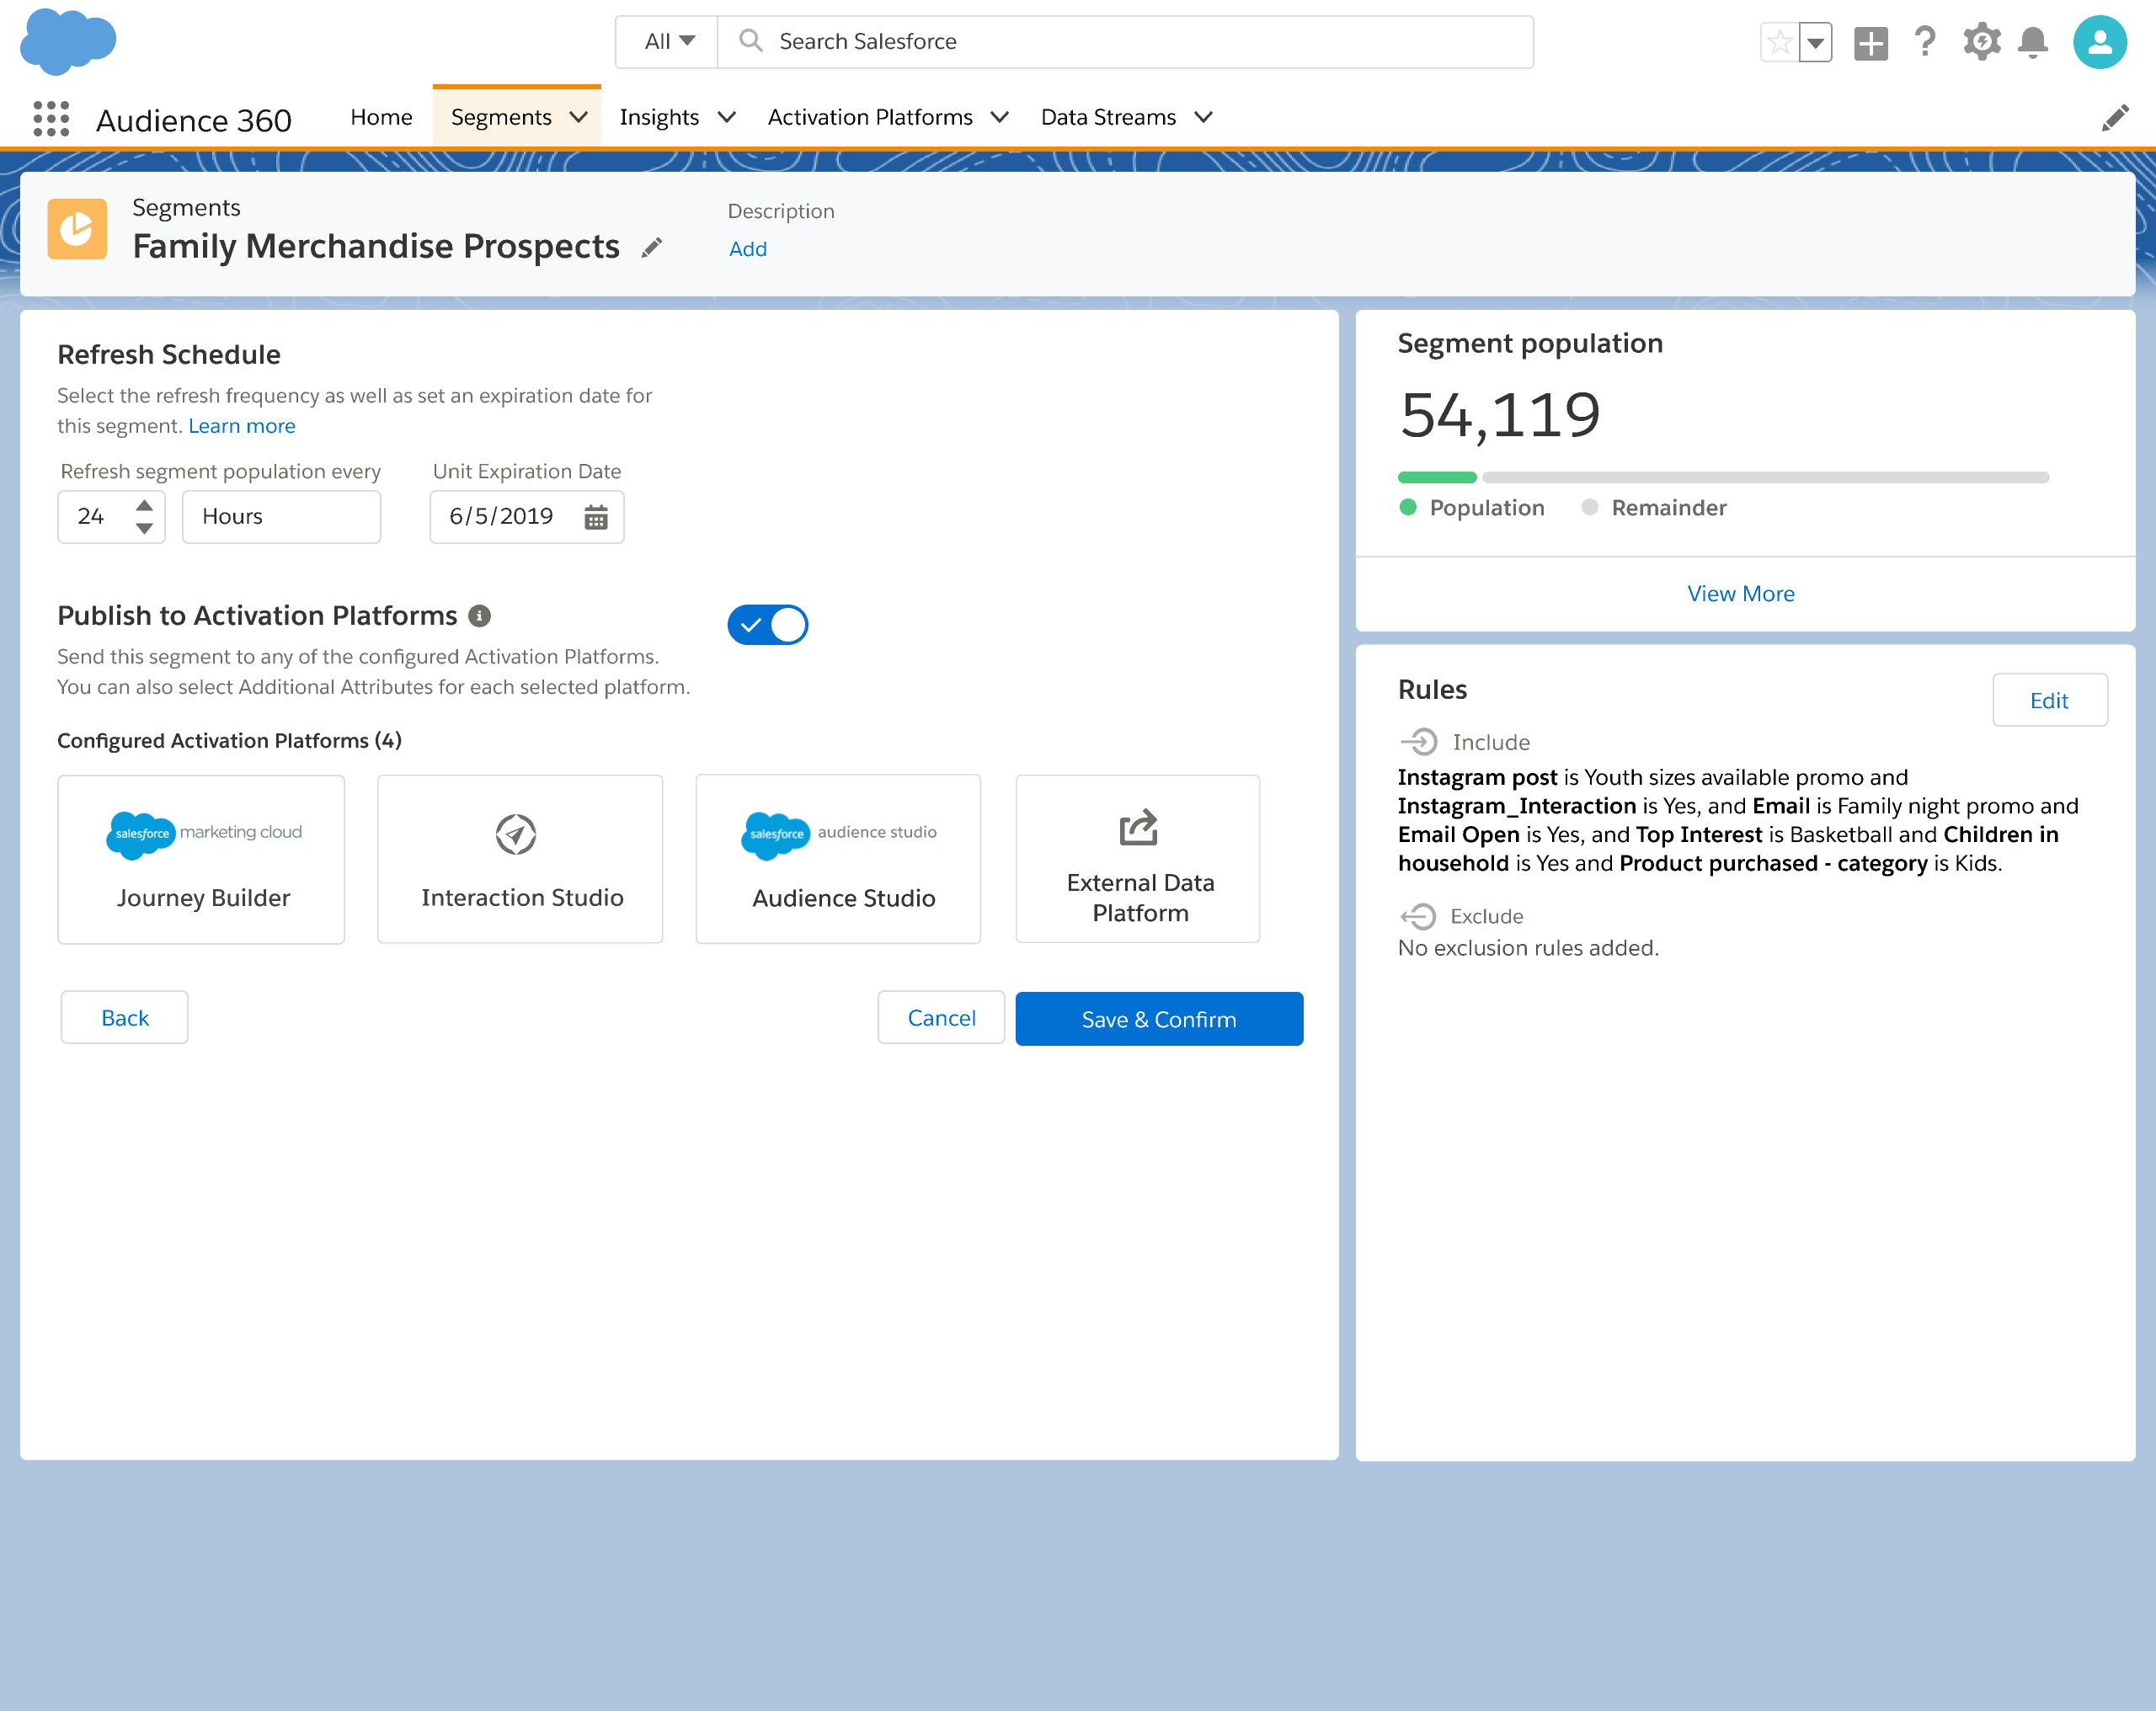 All
Search Salesforce
Audience 360
Home
Segments
Insights
Activation Platforms
Data Streams
Segments
Family Merchandise Prospects
Description
Add
Refresh Schedule
Select the refresh frequency as well as set an expiration date for
this segment. Learn more
Refresh segment population every
Unit Expiration Date
24
Hours
6/5/2019
Publish to Activation Platforms
Send this segment to any of the configured Activation Platforms.
You can also select Additional Attributes for each selected platform.
Configured Activation Platforms (4)
salesforce marketing cloud
Journey Builder
Interaction Studio
salesforce audience studio
Audience Studio
External Data
Platform
Back
Cancel
Save & Confirm
Segment population
54,119
Population
Remainder
View More
Rules
Edit
Include
Instagram post is Youth sizes available promo and
Instagram_Interaction is Yes, and Email is Family night promo and
Email Open is Yes, and Top Interest is Basketball and Children in
household is Yes and Product purchased - category is Kids.
Exclude
No exclusion rules added.